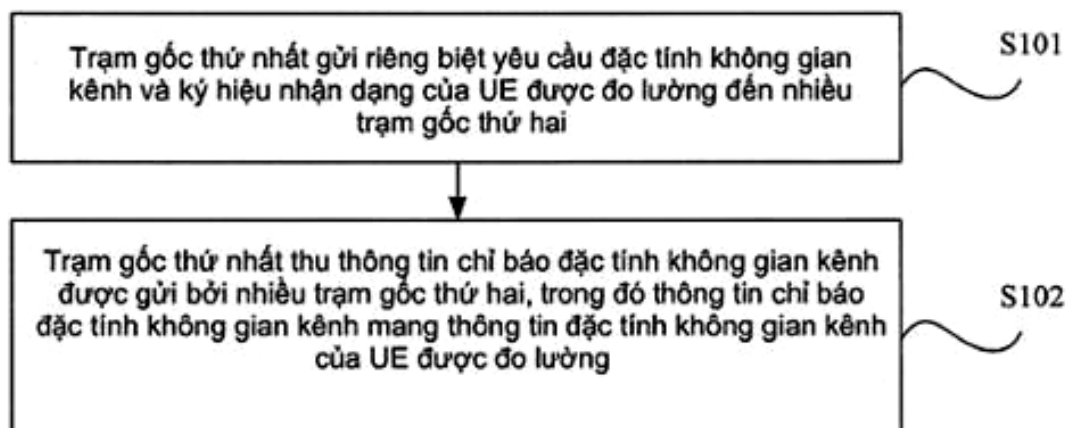 Trạm gốc thứ nhất gửi riêng biệt yêu cầu đặc tính không gian
kênh và ký hiệu nhận dạng của UE được đo lường đến nhiều
trạm gốc thứ hai
S101
Trạm gốc thứ nhất thu thông tin chỉ báo đặc tính không gian kênh
được gửi bởi nhiều trạm gốc thứ hai, trong đó thông tin chỉ báo
đặc tính không gian kênh mang thông tin đặc tính không gian kênh
của UE được đo lường
S102